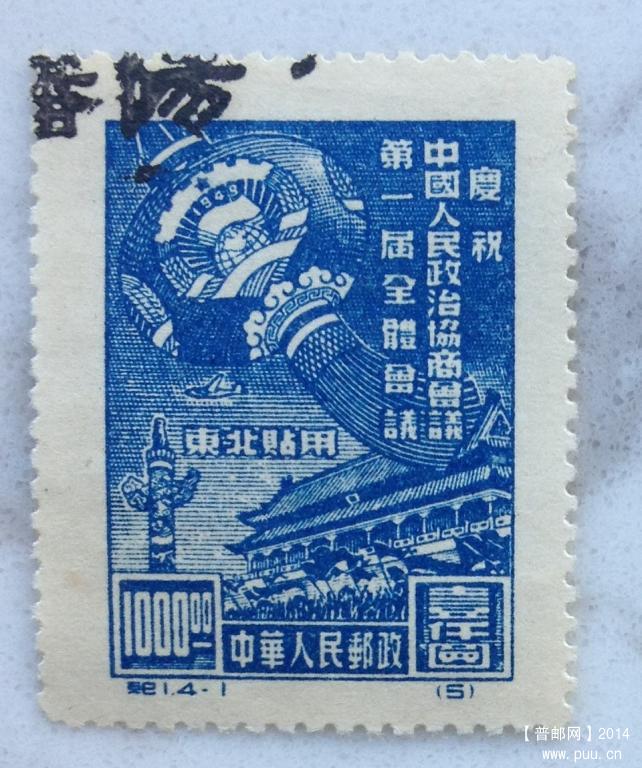 慶祝
中國人民政治協商會議
第一屆全體會議
1949
東北貼用
1000.00
壹仟圓
中華人民郵政
紀1.4-1
(5)
【普邮网】2014
www.puu.cn